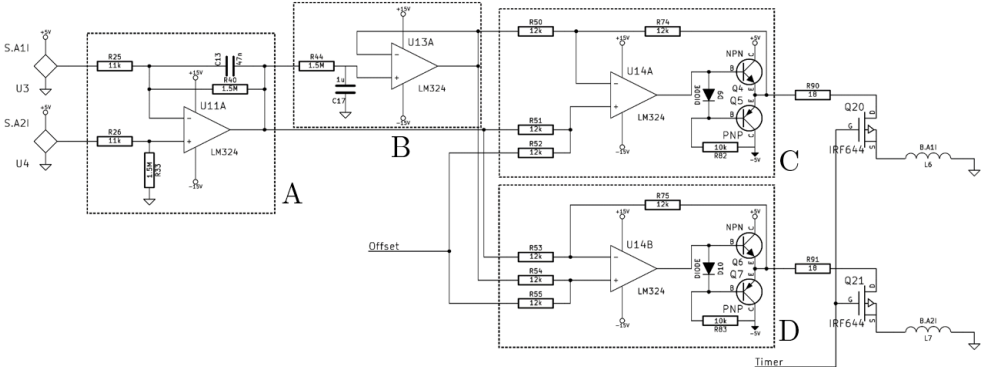 S.A1I
U3
S.A2I
U4
R25
11k
R26
11k
1.5M
R33
C13
47n
R40
1.5M
+15V
U11A
LM324
-15V
A
R44
1.5M
1u
C17
+15V
U13A
LM324
-15V
B
R50
12k
R74
12k
R51
12k
R52
12k
+15V
U14A
LM324
-15V
DIODE
D9
+5V
NPN
Q4
Q5
PNP
B
C
E
B
E
C
10k
R82
-5V
C
Offset
R53
12k
R54
12k
R55
12k
R75
12k
+15V
U14B
LM324
-15V
DIODE
D10
+5V
NPN
Q6
Q7
PNP
B
C
E
B
E
C
10k
R83
-5V
D
R90
18
Q20
G
D
S
IRF644
B.A1I
L6
R91
18
Q21
G
D
S
IRF644
B.A2I
L7
Timer